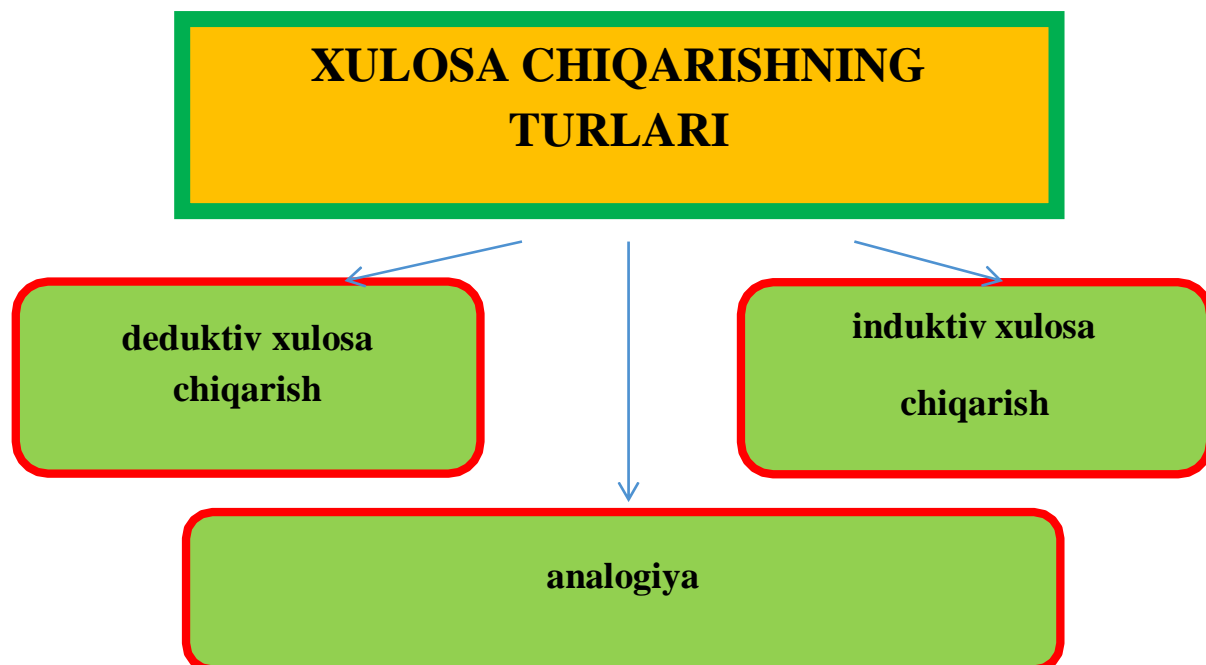 XULOSA CHIQARISHNING
TURLARI
deduktiv xulosa
chiqarish
induktiv xulosa
chiqarish
analogiya